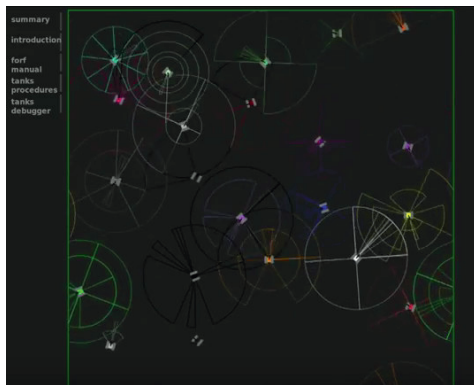 summary
introduction
forf
manual
tanks
procedures
tanks
debugger